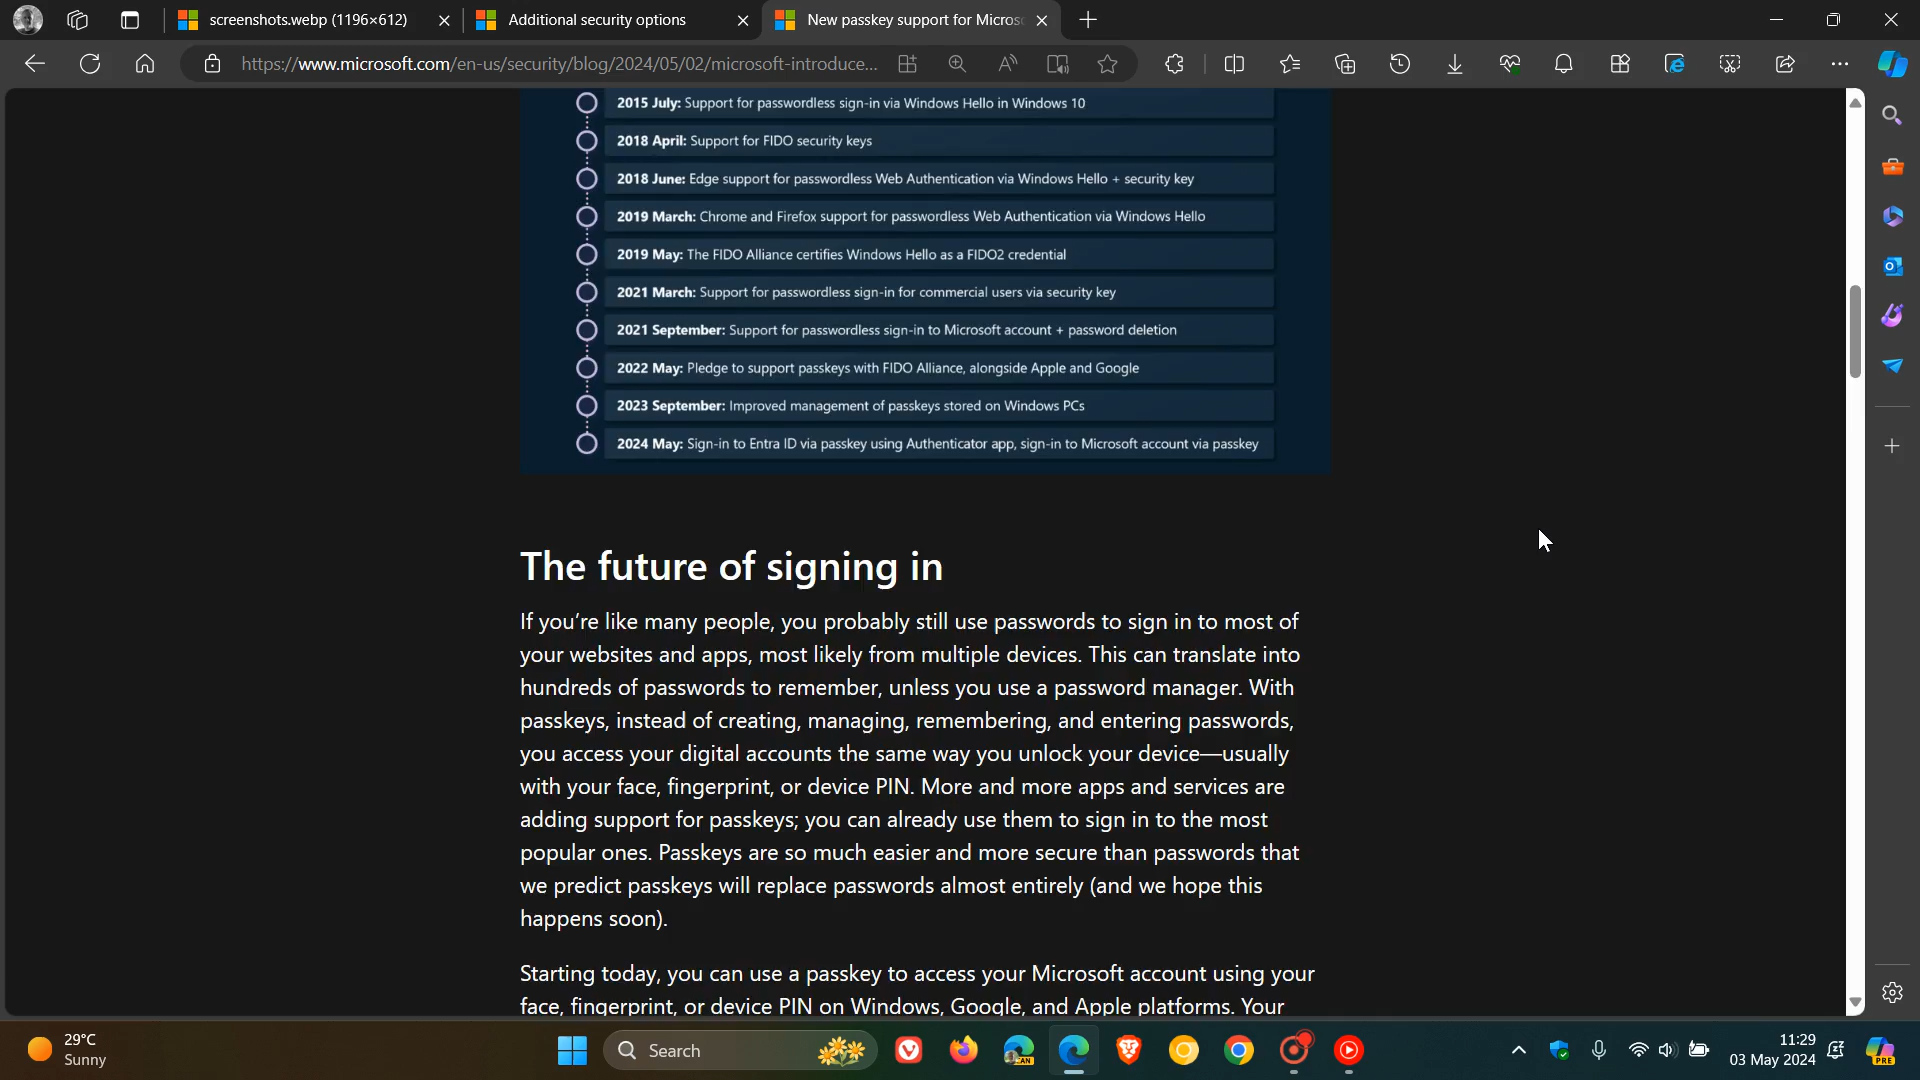 screenshots.webp (1196×612)
Additional security options
New passkey support for Micros
https://www.microsoft.com/en-us/security/blog/2024/05/02/microsoft-introduce...
2015 July: Support for passwordless sign-in via Windows Hello in Windows 10
2018 April: Support for FIDO security keys
2018 June: Edge support for passwordless Web Authentication via Windows Hello + security key
2019 March: Chrome and Firefox support for passwordless Web Authentication via Windows Hello
2019 May: The FIDO Alliance certifies Windows Hello as a FIDO2 credential
2021 March: Support for passwordless sign-in for commercial users via security key
2021 September: Support for passwordless sign-in to Microsoft account + password deletion
2022 May: Pledge to support passkeys with FIDO Alliance, alongside Apple and Google
2023 September: Improved management of passkeys stored on Windows PCs
2024 May: Sign-in to Entra ID via passkey using Authenticator app, sign-in to Microsoft account via passkey
The future of signing in
If you're like many people, you probably still use passwords to sign in to most of
your websites and apps, most likely from multiple devices. This can translate into
hundreds of passwords to remember, unless you use a password manager. With
passkeys, instead of creating, managing, remembering, and entering passwords,
you access your digital accounts the same way you unlock your device—usually
with your face, fingerprint, or device PIN. More and more apps and services are
adding support for passkeys; you can already use them to sign in to the most
popular ones. Passkeys are so much easier and more secure than passwords that
we predict passkeys will replace passwords almost entirely (and we hope this
happens soon).
Starting today, you can use a passkey to access your Microsoft account using your
face, fingerprint, or device PIN on Windows, Google, and Apple platforms. Your
29°C
Sunny
Search
CAN
11:29
03 May 2024
PRE